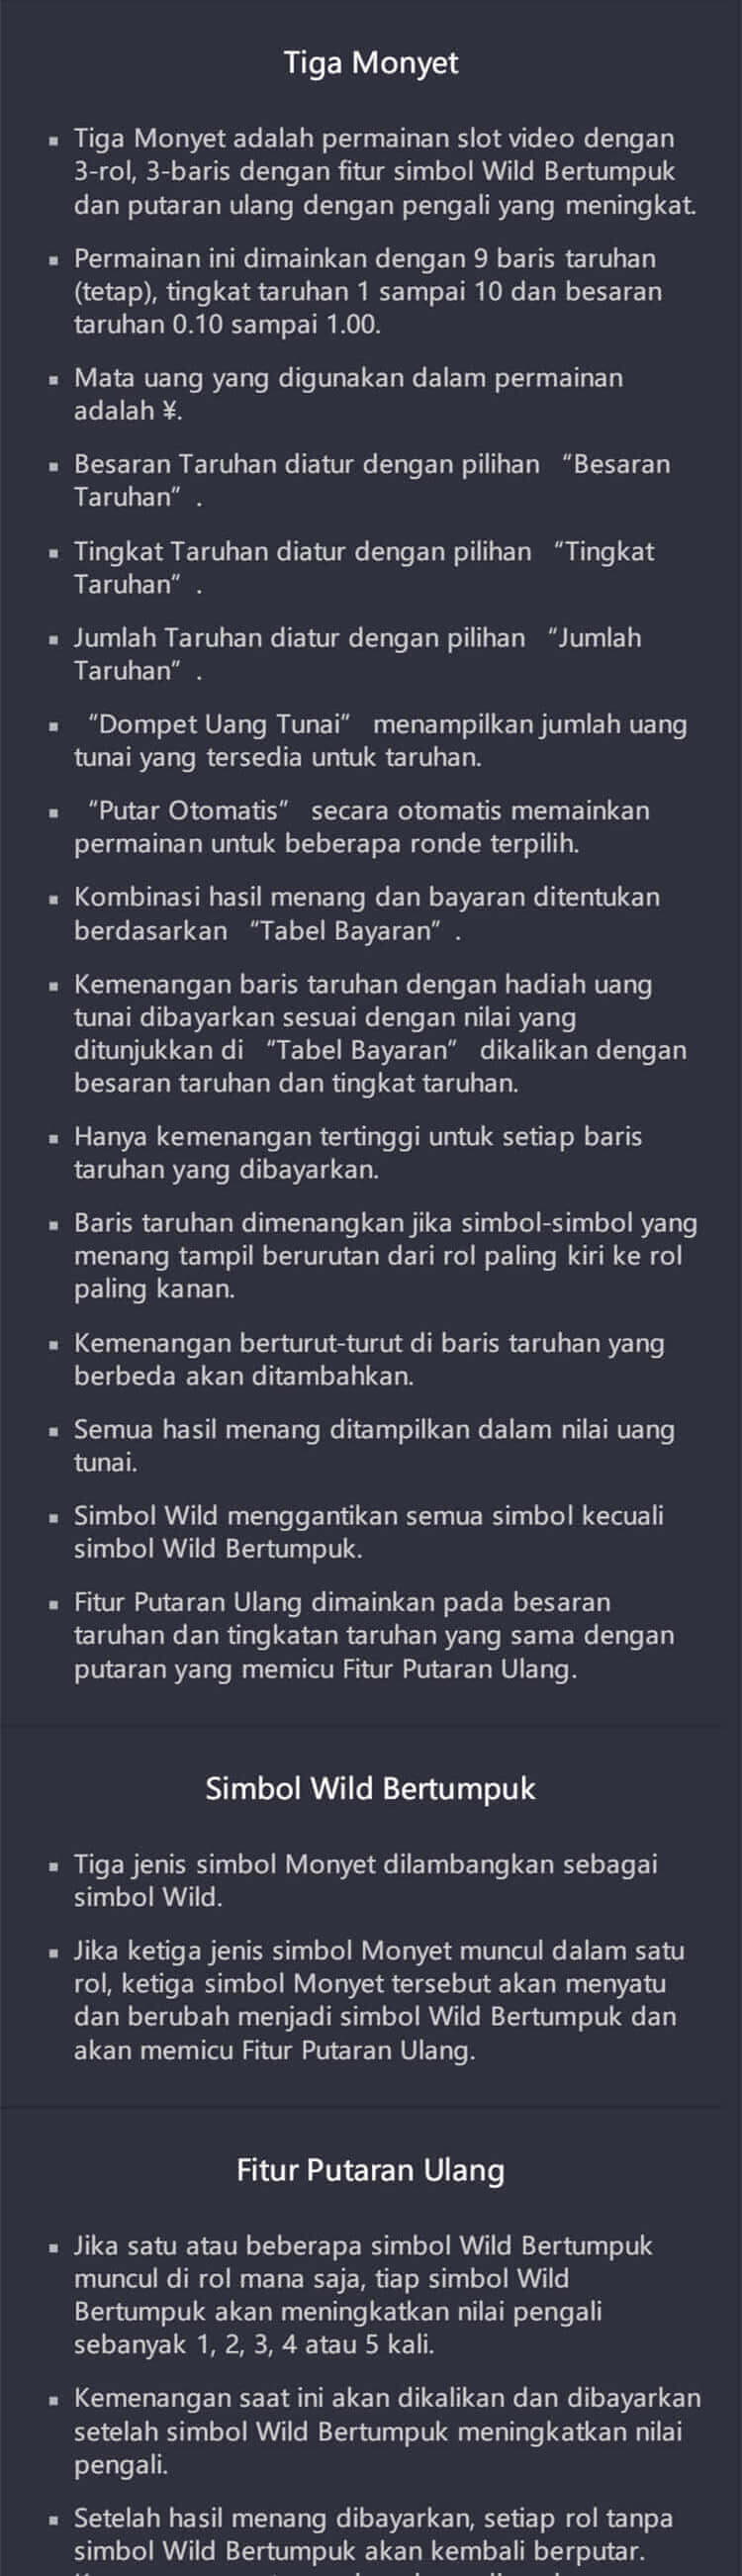 Tiga Monyet
▪ Tiga Monyet adalah permainan slot video dengan
3-rol, 3-baris dengan fitur simbol Wild Bertumpuk
dan putaran ulang dengan pengali yang meningkat.
▪ Permainan ini dimainkan dengan 9 baris taruhan
(tetap), tingkat taruhan 1 sampai 10 dan besaran
taruhan 0.10 sampai 1.00.
▪ Mata uang yang digunakan dalam permainan
adalah ¥.
▪ Besaran Taruhan diatur dengan pilihan “Besaran
Taruhan” .
▪ Tingkat Taruhan diatur dengan pilihan “Tingkat
Taruhan” .
▪ Jumlah Taruhan diatur dengan pilihan “Jumlah
Taruhan” .
▪ “Dompet Uang Tunai” menampilkan jumlah uang
tunai yang tersedia untuk taruhan.
▪ “Putar Otomatis” secara otomatis memainkan
permainan untuk beberapa ronde terpilih.
▪ Kombinasi hasil menang dan bayaran ditentukan
berdasarkan “Tabel Bayaran” .
▪ Kemenangan baris taruhan dengan hadiah uang
tunai dibayarkan sesuai dengan nilai yang
ditunjukkan di “Tabel Bayaran” dikalikan dengan
besaran taruhan dan tingkat taruhan.
▪ Hanya kemenangan tertinggi untuk setiap baris
taruhan yang dibayarkan.
▪ Baris taruhan dimenangkan jika simbol-simbol yang
menang tampil berurutan dari rol paling kiri ke rol
paling kanan.
▪ Kemenangan berturut-turut di baris taruhan yang
berbeda akan ditambahkan.
▪ Semua hasil menang ditampilkan dalam nilai uang
tunai.
▪ Simbol Wild menggantikan semua simbol kecuali
simbol Wild Bertumpuk.
▪ Fitur Putaran Ulang dimainkan pada besaran
taruhan dan tingkatan taruhan yang sama dengan
putaran yang memicu Fitur Putaran Ulang.
Simbol Wild Bertumpuk
▪ Tiga jenis simbol Monyet dilambangkan sebagai
simbol Wild.
▪ Jika ketiga jenis simbol Monyet muncul dalam satu
rol, ketiga simbol Monyet tersebut akan menyatu
dan berubah menjadi simbol Wild Bertumpuk dan
akan memicu Fitur Putaran Ulang.
Fitur Putaran Ulang
▪ Jika satu atau beberapa simbol Wild Bertumpuk
muncul di rol mana saja, tiap simbol Wild
Bertumpuk akan meningkatkan nilai pengali
sebanyak 1, 2, 3, 4 atau 5 kali.
▪ Kemenangan saat ini akan dikalikan dan dibayarkan
setelah simbol Wild Bertumpuk meningkatkan nilai
pengali.
▪ Setelah hasil menang dibayarkan, setiap rol tanpa
simbol Wild Bertumpuk akan kembali berputar.